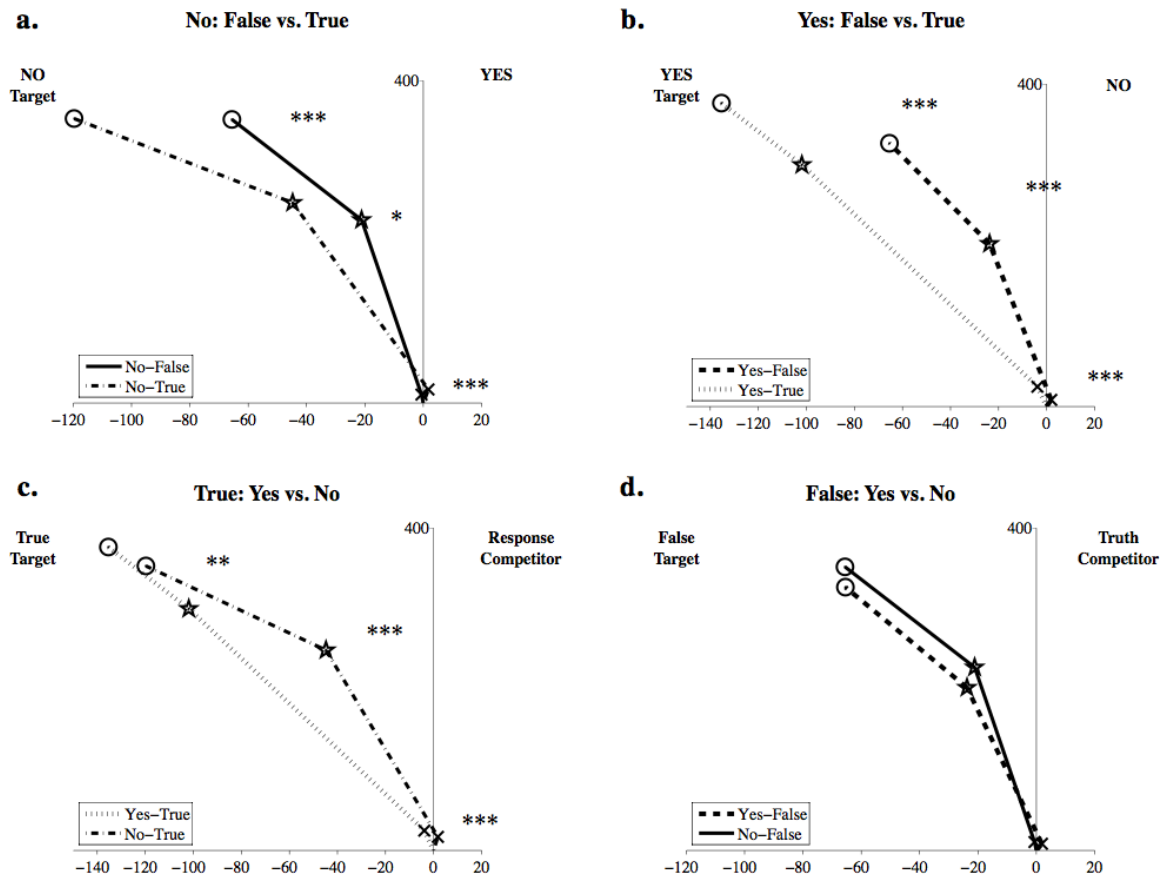 a.
No: False vs. True
NO
Target
400
YES
***
*
***
No−False
No−True
−120 −100 −80 −60 −40 −20 0 20
b.
Yes: False vs. True
YES
Target
400
NO
***
***
***
Yes−False
Yes−True
−140 −120 −100 −80 −60 −40 −20 0 20
c.
True: Yes vs. No
True
Target
400
Response
Competitor
**
***
***
Yes−True
No−True
−140 −120 −100 −80 −60 −40 −20 0 20
d.
False: Yes vs. No
False
Target
400
Truth
Competitor
Yes−False
No−False
−120 −100 −80 −60 −40 −20 0 20